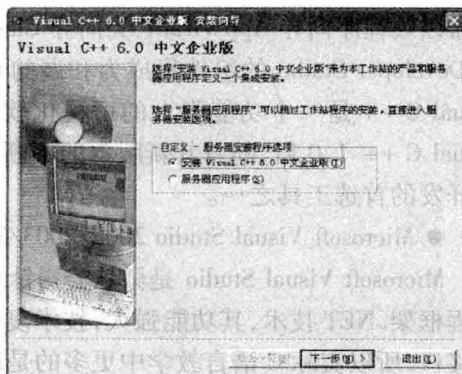 Visual C++ 6.0 中文企业版 安装向导
Visual C++ 6.0 中文企业版
选择“安装 Visual C++ 6.0 中文企业版”来为本工作站的产品和服务
器应用程序定义一个集成安装。
选择“服务器应用程序”可以跳过工作站程序的安装，直接进入服
务器安装选项。
自定义 - 服务器安装程序选项
安装 Visual C++ 6.0 中文企业版(I)
服务器应用程序(S)
下一步(N) >
退出(X)